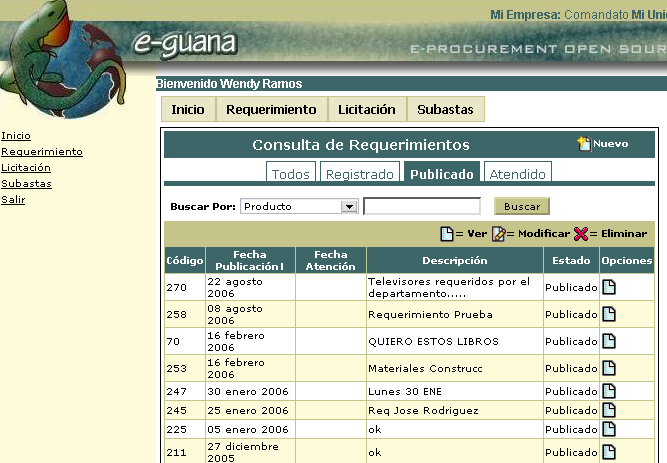 Mi Empresa: Comandato Mi Uni
e-guana
E-PROCUREMENT OPEN SOUR
Bienvenido Wendy Ramos
Inicio Requerimiento Licitación Subastas
Inicio
Requerimiento
Licitación
Subastas
Salir
Consulta de Requerimientos Nuevo
Todos Registrado Publicado Atendido
Buscar Por: Producto Buscar
= Ver = Modificar = Eliminar
Código Fecha Publicación! Fecha Atención Descripción Estado Opciones
270 22 agosto 2006 Televisores requeridos por el departamento..... Publicado
258 08 agosto 2006 Requerimiento Prueba Publicado
70 16 febrero 2006 QUIERO ESTOS LIBROS Publicado
253 16 febrero 2006 Materiales Construcc Publicado
247 30 enero 2006 Lunes 30 ENE Publicado
245 25 enero 2006 Req Jose Rodriguez Publicado
225 05 enero 2006 ok Publicado
211 27 diciembre 2005 ok Publicado